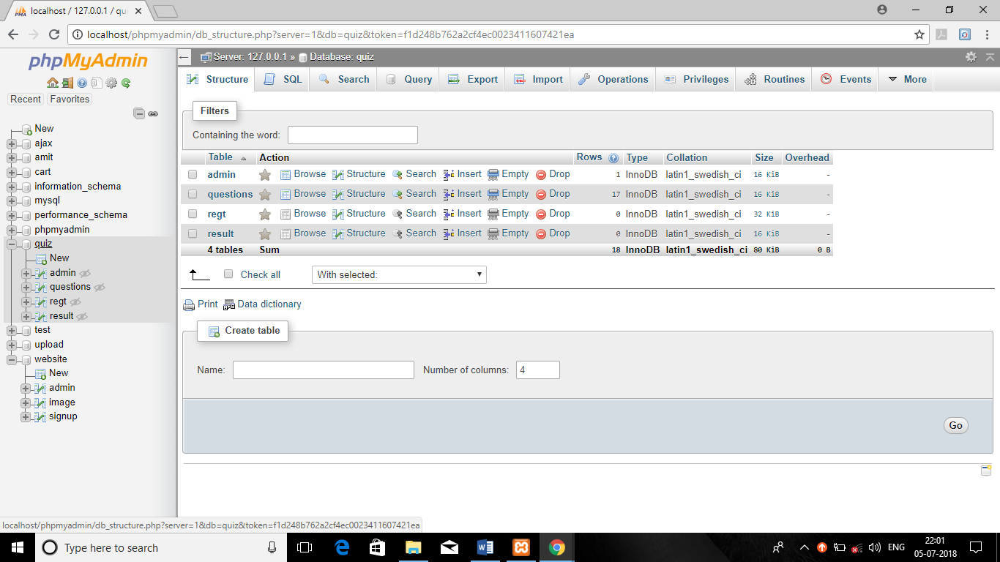 localhost / 127.0.0.1 / qui
localhost/phpmyadmin/db_structure.php?server=1&db=quiz&token=f1d248b762a2cf4ec0023411607421ea
phpMyAdmin
Recent Favorites
New
ajax
amit
cart
information_schema
mysql
performance_schema
phpmyadmin
quiz
New
admin
questions
regt
result
test
upload
website
New
admin
image
signup
Server: 127.0.0.1 » Database: quiz
Structure SQL Search Query Export Import Operations Privileges Routines Events More
Filters
Containing the word:
Table Action Rows Type Collation Size Overhead
admin Browse Structure Search Insert Empty Drop 1 InnoDB latin1_swedish_ci 16 KiB -
questions Browse Structure Search Insert Empty Drop 17 InnoDB latin1_swedish_ci 16 KiB -
regt Browse Structure Search Insert Empty Drop 0 InnoDB latin1_swedish_ci 32 KiB -
result Browse Structure Search Insert Empty Drop 0 InnoDB latin1_swedish_ci 16 KiB -
4 tables Sum 18 InnoDB latin1_swedish_ci 80 KiB 0 B
Check all With selected:
Print Data dictionary
Create table
Name: Number of columns: 4
Go
localhost/phpmyadmin/db_structure.php?server=1&db=quiz&token=f1d248b762a2cf4ec0023411607421ea
Type here to search
ENG
22:01
05-07-2018